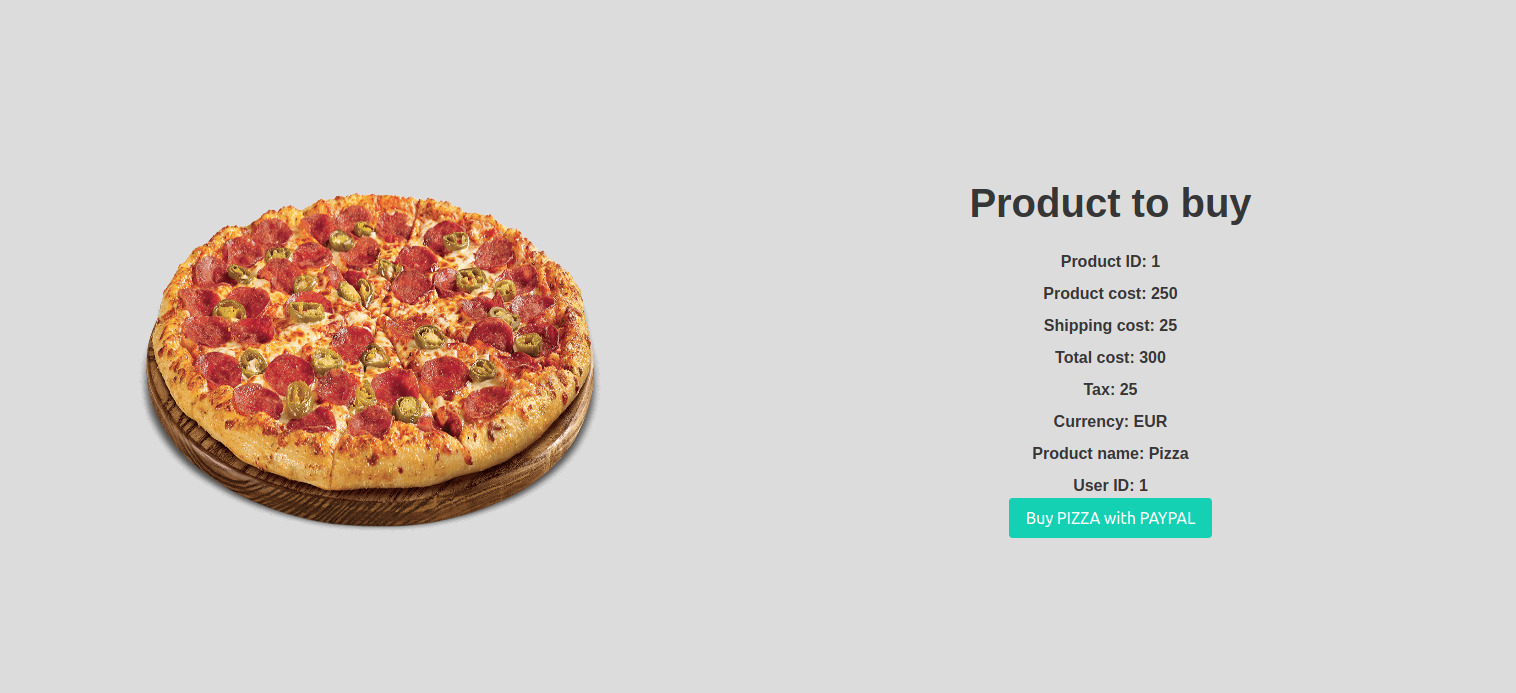 Product to buy
Product ID: 1
Product cost: 250
Shipping cost: 25
Total cost: 300
Tax: 25
Currency: EUR
Product name: Pizza
User ID: 1
Buy PIZZA with PAYPAL